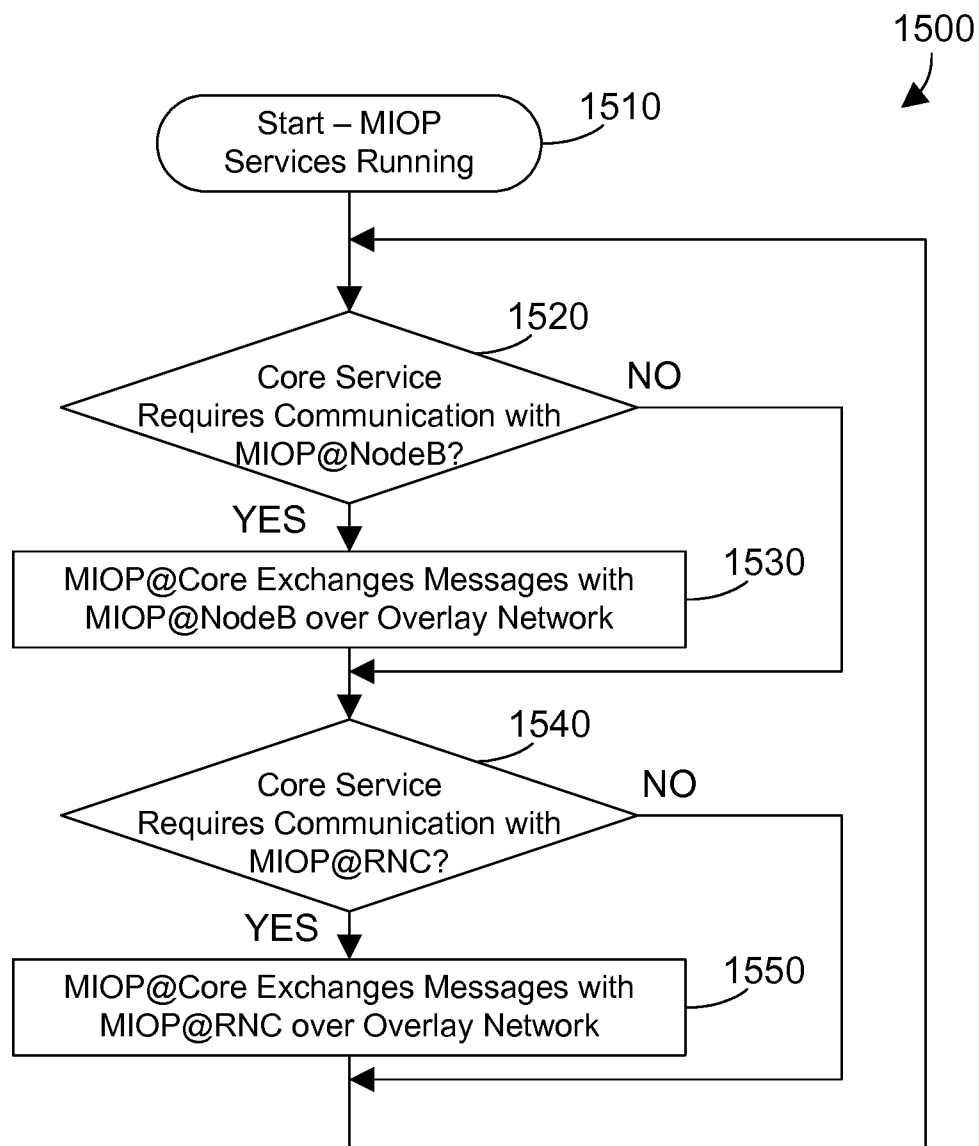 1500
Start – MIOP
Services Running
1510
1520
Core Service
Requires Communication with
MIOP@NodeB?
NO
YES
1530
MIOP@Core Exchanges Messages with
MIOP@NodeB over Overlay Network
1540
Core Service
Requires Communication with
MIOP@RNC?
NO
YES
1550
MIOP@Core Exchanges Messages with
MIOP@RNC over Overlay Network